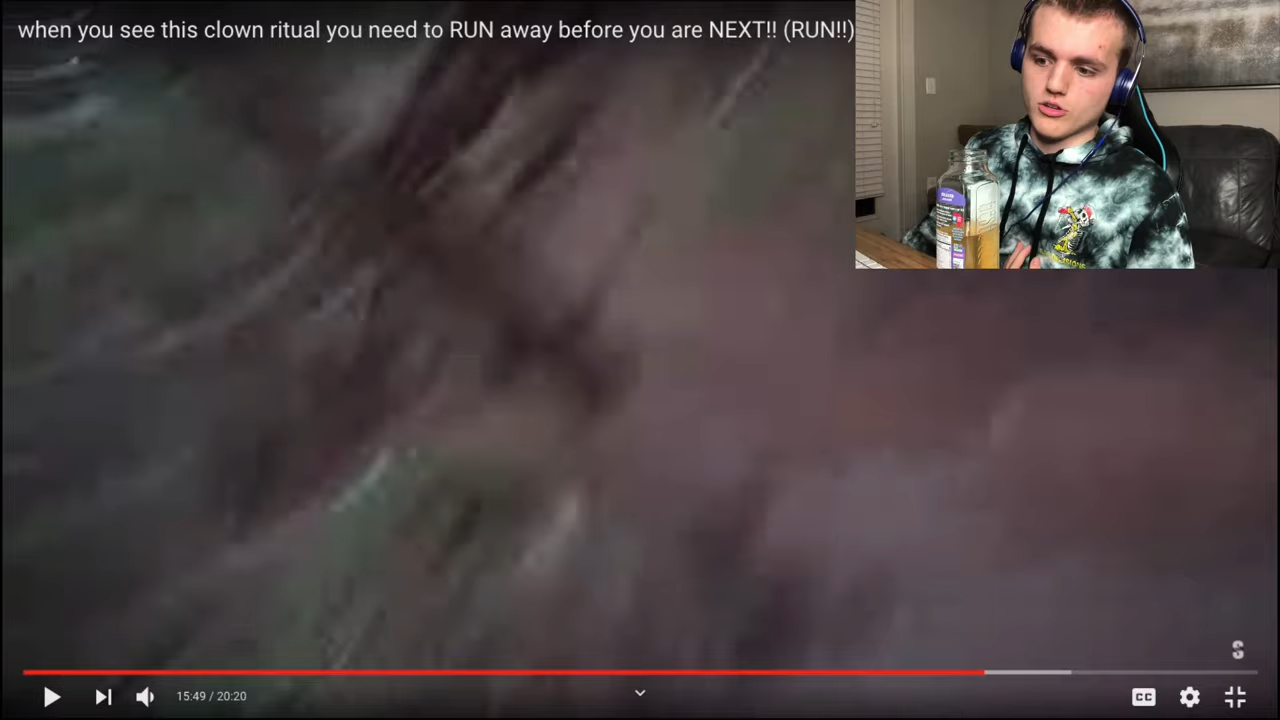 when you see this clown ritual you need to RUN away before you are NEXT!! (RUN!!)
S
15:49 / 20:20
CC